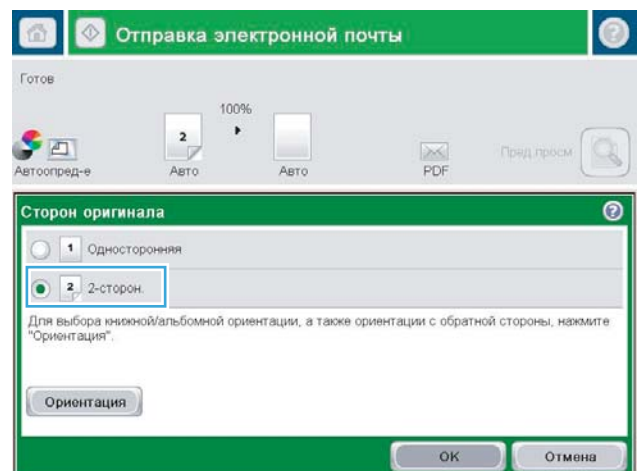 Отправка электронной почты
?
Готов
100%
2
Автоопред-е
Авто
Авто
PDF
Пред.просм
Сторон оригинала
?
1 Односторонняя
2 2-сторон.
Для выбора книжной/альбомной ориентации, а также ориентации с обратной стороны, нажмите
"Ориентация".
Ориентация
OK
Отмена